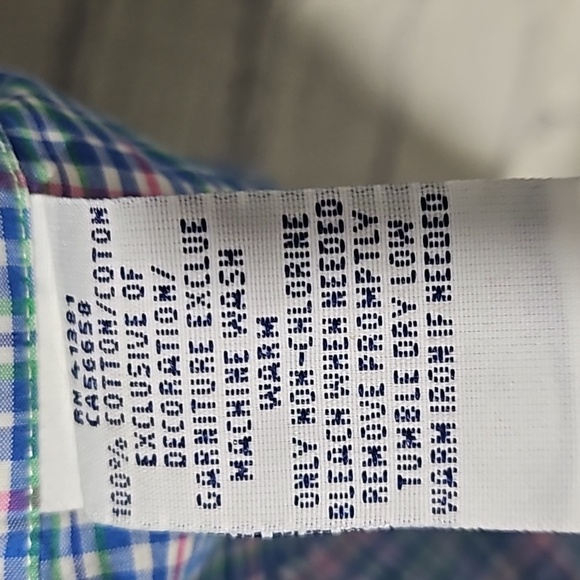 RN 41381
CA56658
100% COTTON/COTON
EXCLUSIVE OF
DECORATION/
GARNITURE EXCLUE
MACHINE WASH
WARM
ONLY NON-CHLORINE
BLEACH WHEN NEEDED
REMOVE PROMPTLY
TUMBLE DRY LOW
WARM IRON IF NEEDED